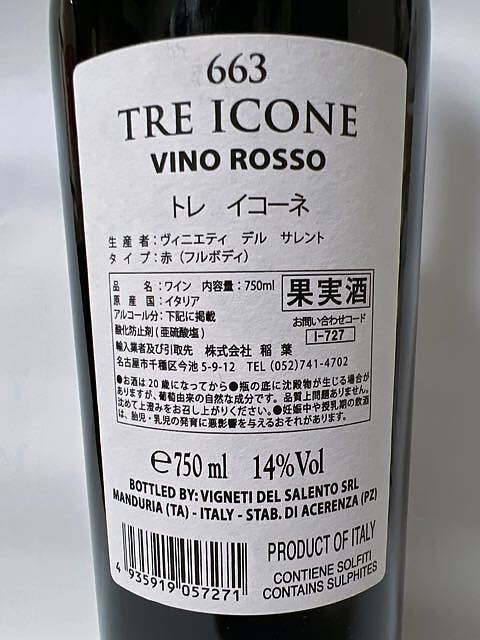 663
TRE ICONE
VINO ROSSO
トレ　イコーネ
生 産 者：ヴィニエティ　デル　サレント
タ イ プ：赤（フルボディ）
品　　名：ワイン　内容量：750ml
原 産 国：イタリア
アルコール分：下記に掲載
酸化防止剤（亜硫酸塩）
果実酒
お問い合わせコード
I-727
輸入業者及び引取先　株式会社 稲 葉
名古屋市千種区今池 5-9-12　TEL (052)741-4702
●お酒は 20 歳になってから●瓶の底に沈殿物が生じる場合が
ありますが、葡萄由来の自然な成分です。品質上問題ありません。
沈めて上澄みをお召し上がりください。●妊娠中や授乳期の飲酒
は、胎児・乳児の発育に悪影響を与えるおそれがあります。
℮750 ml　14%Vol
BOTTLED BY: VIGNETI DEL SALENTO SRL
MANDURIA (TA) - ITALY - STAB. DI ACERENZA (PZ)
PRODUCT OF ITALY
CONTIENE SOLFITI
CONTAINS SULPHITES
4 935919 057271